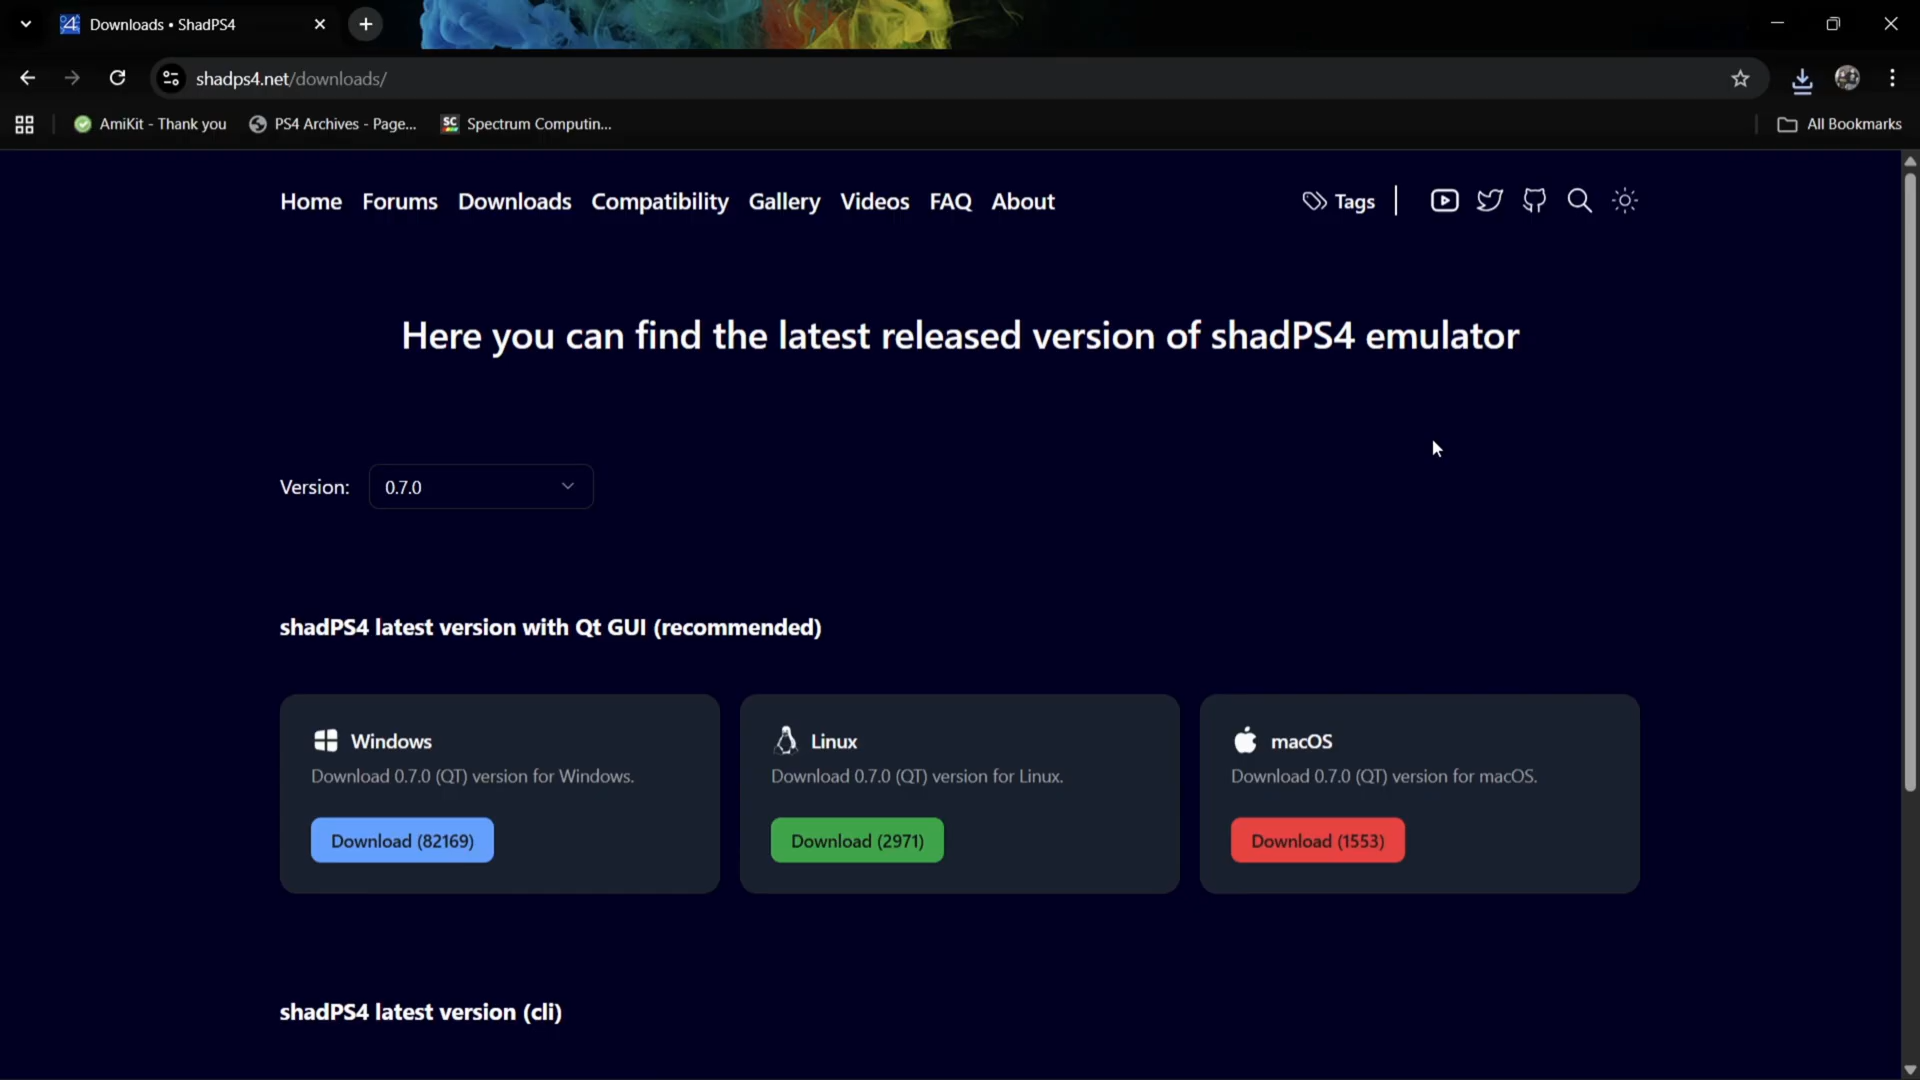 Downloads • ShadPS4
shadps4.net/downloads/
AmiKit - Thank you
PS4 Archives - Page...
SC Spectrum Computin...
All Bookmarks
Home Forums Downloads Compatibility Gallery Videos FAQ About
Tags
Here you can find the latest released version of shadPS4 emulator
Version: 0.7.0
shadPS4 latest version with Qt GUI (recommended)
Windows
Download 0.7.0 (QT) version for Windows.
Download (82169)
Linux
Download 0.7.0 (QT) version for Linux.
Download (2971)
macOS
Download 0.7.0 (QT) version for macOS.
Download (1553)
shadPS4 latest version (cli)